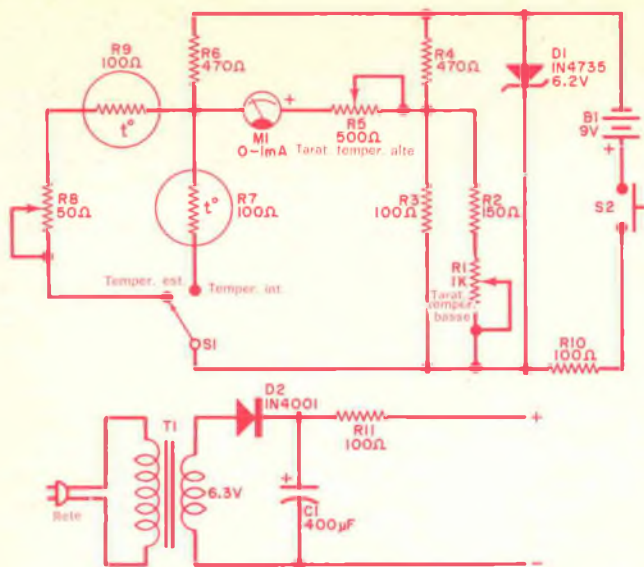 R9
100Ω
t°
R6
470Ω
R4
470Ω
D1
IN4735
6.2V
B1
9V
+
S2
M1
0-1mA
+
R5
500Ω
Tarat. temper. alte
R8
50Ω
t°
R7
100Ω
R3
100Ω
R2
150Ω
R1
1K
Tarat.
temper.
basse
Temper. est.
Temper. int.
S1
R10
100Ω
T1
6.3V
D2
IN4001
R11
100Ω
+
+
C1
400µF
Rete
−